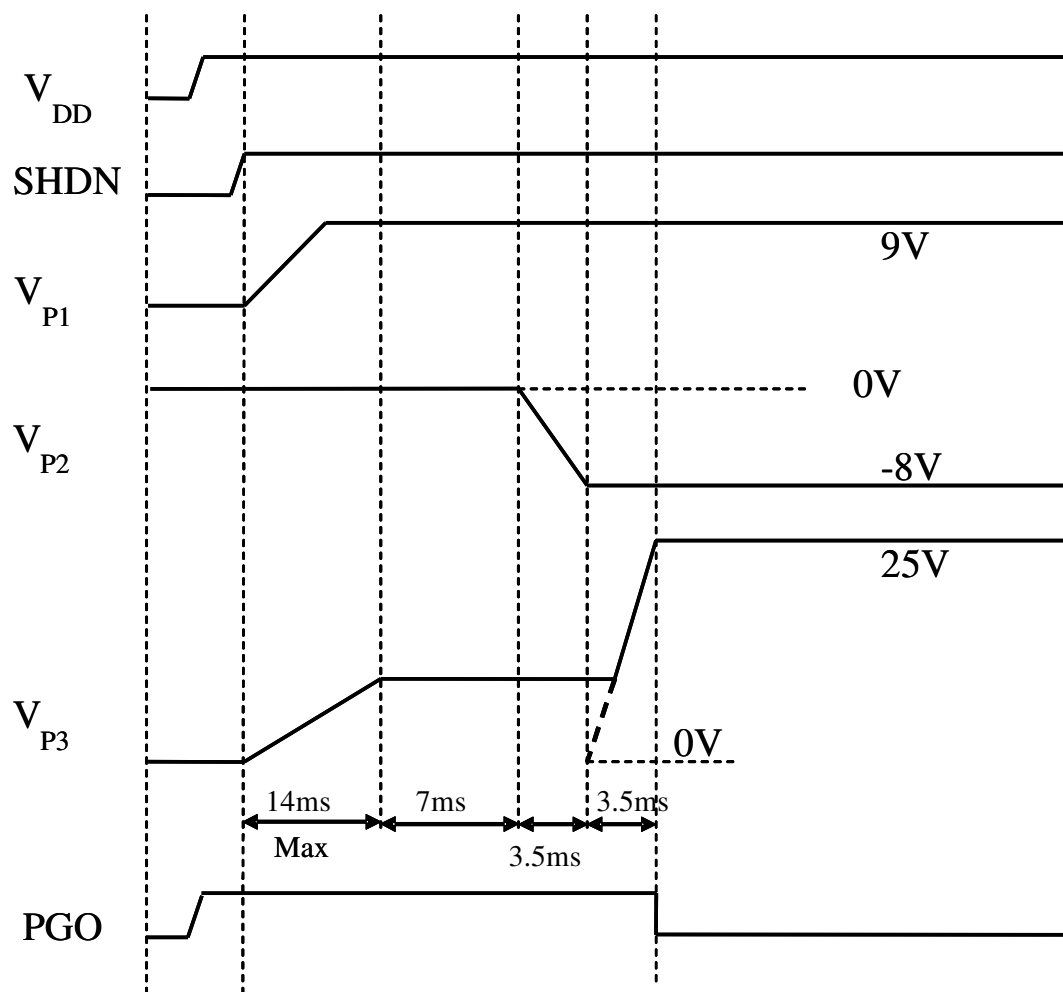 VDD
SHDN
9V
VP1
0V
VP2
-8V
25V
VP3
0V
14ms
7ms
3.5ms
Max
3.5ms
PGO